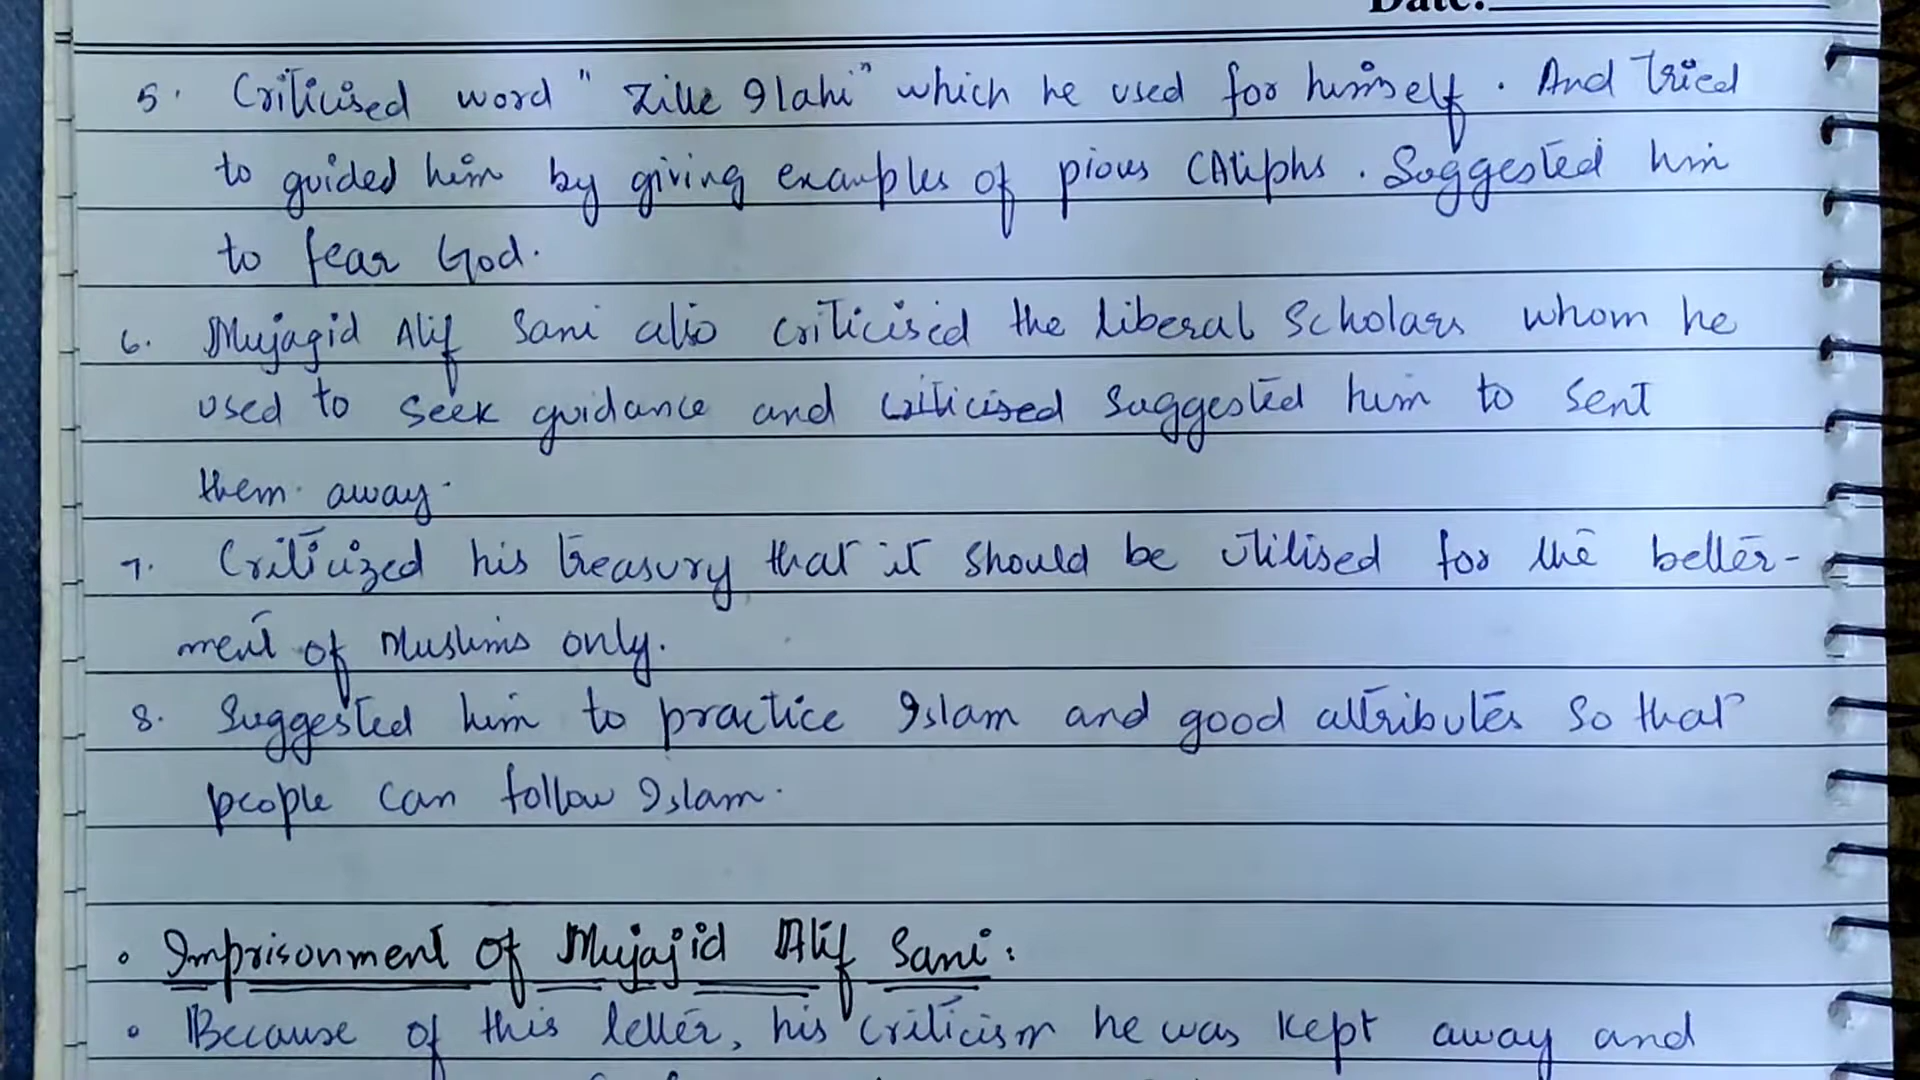 Date:
5. Criticised word "Zille Ilahi" which he used for himself. And tried
to guided him by giving examples of pious CAliphs. Suggested him
to fear God.
6. Mujagid Alif Sani also criticised the liberal Scholars whom he
used to seek guidance and criticised suggested him to sent
them away.
7. Criticized his treasury that it should be utilised for the better-
ment of Muslims only.
8. Suggested him to practice Islam and good attributes so that
people can follow Islam.
• Imprisonment of Mujajid Alif Sani:
• Because of this letter, his criticism he was kept away and